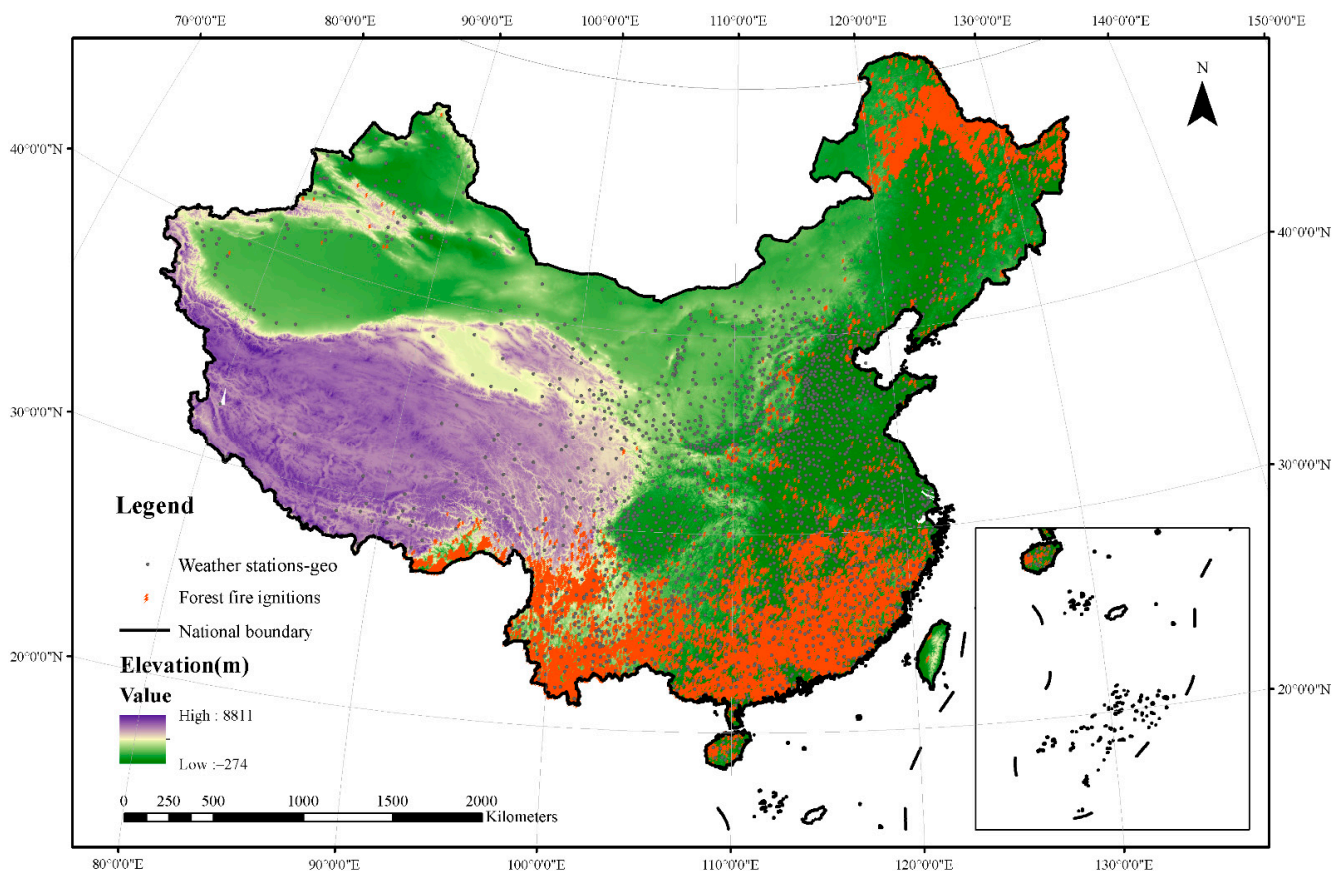 70°0'0"E 80°0'0"E 90°0'0"E 100°0'0"E 110°0'0"E 120°0'0"E 130°0'0"E 140°0'0"E 150°0'0"E
N
40°0'0"N
40°0'0"N
30°0'0"N
30°0'0"N
20°0'0"N
20°0'0"N
Legend
Weather stations-geo
Forest fire ignitions
National boundary
Elevation(m)
Value
High : 8811
Low :–274
0 250 500 1000 1500 2000
Kilometers
80°0'0"E 90°0'0"E 100°0'0"E 110°0'0"E 120°0'0"E 130°0'0"E